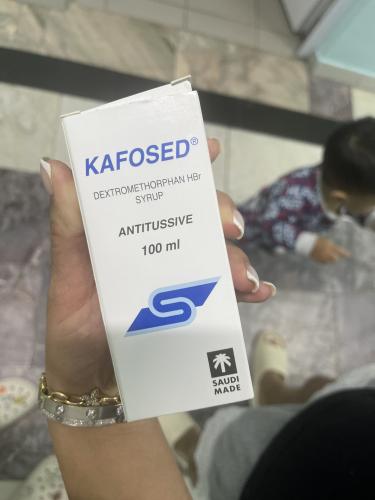 KAFOSED®
DEXTROMETHORPHAN HBr
SYRUP
ANTITUSSIVE
100 ml
SAUDI
MADE